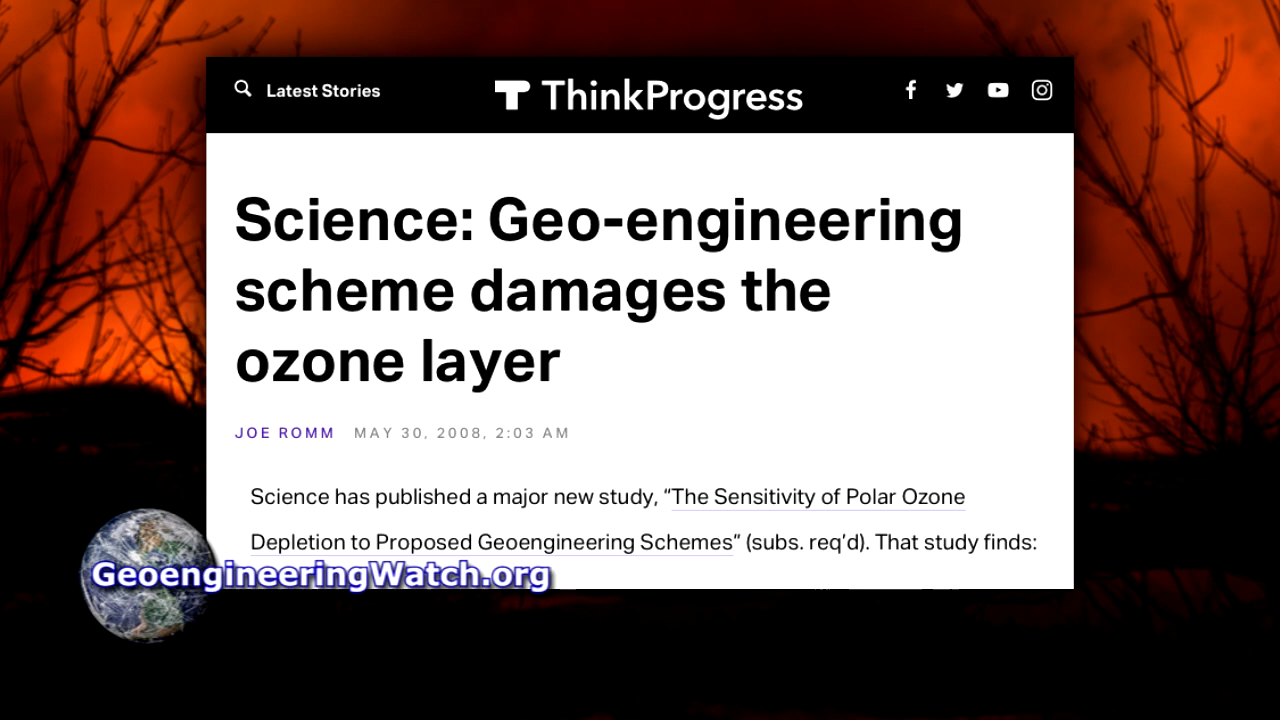 Latest Stories
ThinkProgress
Science: Geo-engineering
scheme damages the
ozone layer
JOE ROMM MAY 30, 2008, 2:03 AM
Science has published a major new study, “The Sensitivity of Polar Ozone
Depletion to Proposed Geoengineering Schemes” (subs. req’d). That study finds:
GeoengineeringWatch.org